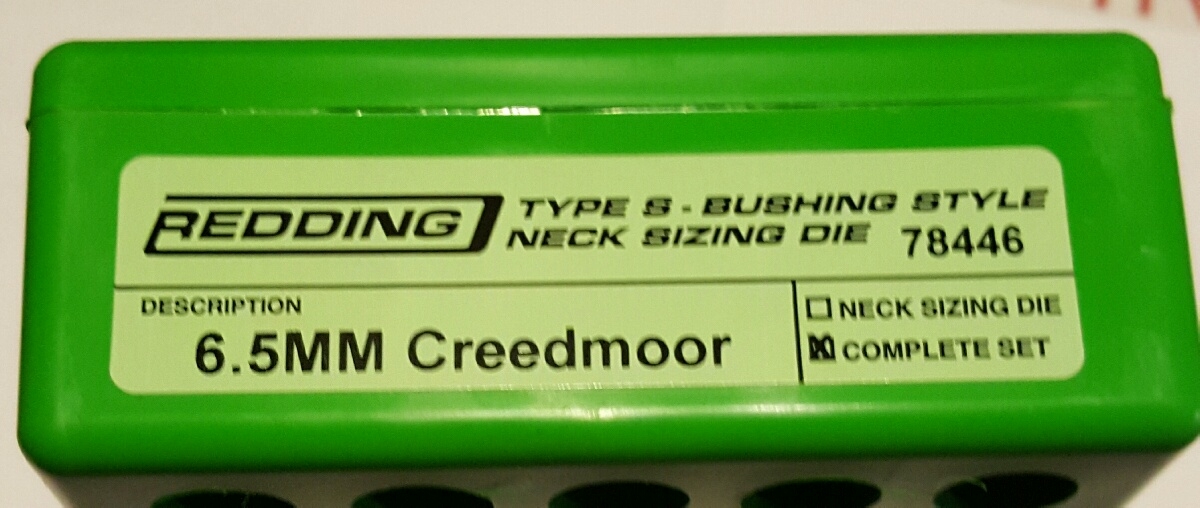 REDDING
TYPE S - BUSHING STYLE
NECK SIZING DIE 78446
DESCRIPTION
6.5MM Creedmoor
☐ NECK SIZING DIE
☒ COMPLETE SET